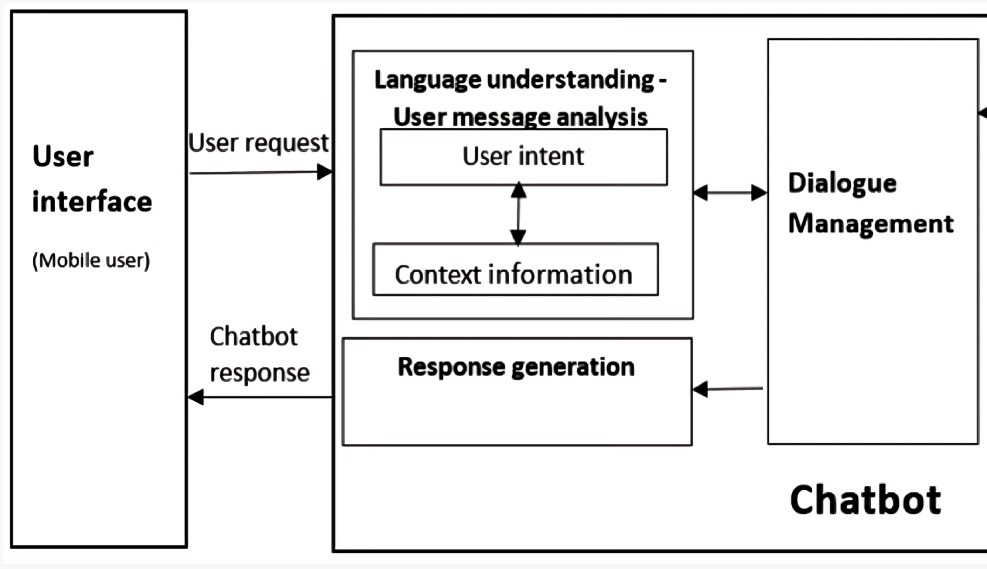 User
interface
(Mobile user)
User request
Chatbot
response
Language understanding -
User message analysis
User intent
Context information
Response generation
Dialogue
Management
Chatbot